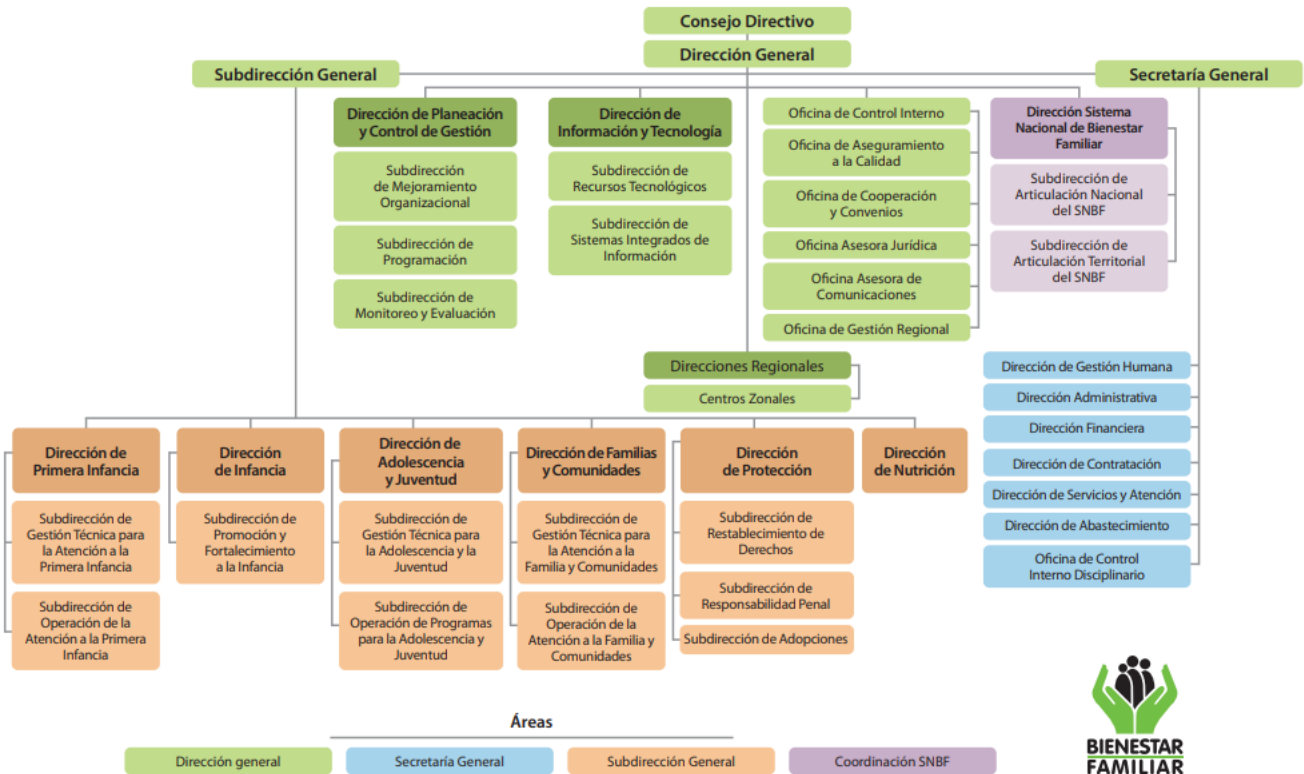 Consejo Directivo
Dirección General
Subdirección General
Secretaría General
Dirección de Planeación
y Control de Gestión
Subdirección
de Mejoramiento
Organizacional
Subdirección de
Programación
Subdirección de
Monitoreo y Evaluación
Dirección de
Información y Tecnología
Subdirección de
Recursos Tecnológicos
Subdirección de
Sistemas Integrados de
Información
Oficina de Control Interno
Oficina de Aseguramiento
a la Calidad
Oficina de Cooperación
y Convenios
Oficina Asesora Jurídica
Oficina Asesora de
Comunicaciones
Oficina de Gestión Regional
Dirección Sistema
Nacional de Bienestar
Familiar
Subdirección de
Articulación Nacional
del SNBF
Subdirección de
Articulación Territorial
del SNBF
Direcciones Regionales
Centros Zonales
Dirección de Gestión Humana
Dirección Administrativa
Dirección Financiera
Dirección de Contratación
Dirección de Servicios y Atención
Dirección de Abastecimiento
Oficina de Control
Interno Disciplinario
Dirección de
Primera Infancia
Subdirección de
Gestión Técnica para
la Atención a la
Primera Infancia
Subdirección de
Operación de la
Atención a la Primera
Infancia
Dirección
de Infancia
Subdirección de
Promoción y
Fortalecimiento
a la Infancia
Dirección de
Adolescencia
y Juventud
Subdirección de
Gestión Técnica para
la Adolescencia y la
Juventud
Subdirección de
Operación de Programas
para la Adolescencia y
Juventud
Dirección de Familias
y Comunidades
Subdirección de
Gestión Técnica para
la Atención a la
Familia y Comunidades
Subdirección de
Operación de la
Atención a la Familia y
Comunidades
Dirección
de Protección
Subdirección de
Restablecimiento de
Derechos
Subdirección de
Responsabilidad Penal
Subdirección de Adopciones
Dirección
de Nutrición
Áreas
Dirección general
Secretaría General
Subdirección General
Coordinación SNBF
BIENESTAR
FAMILIAR